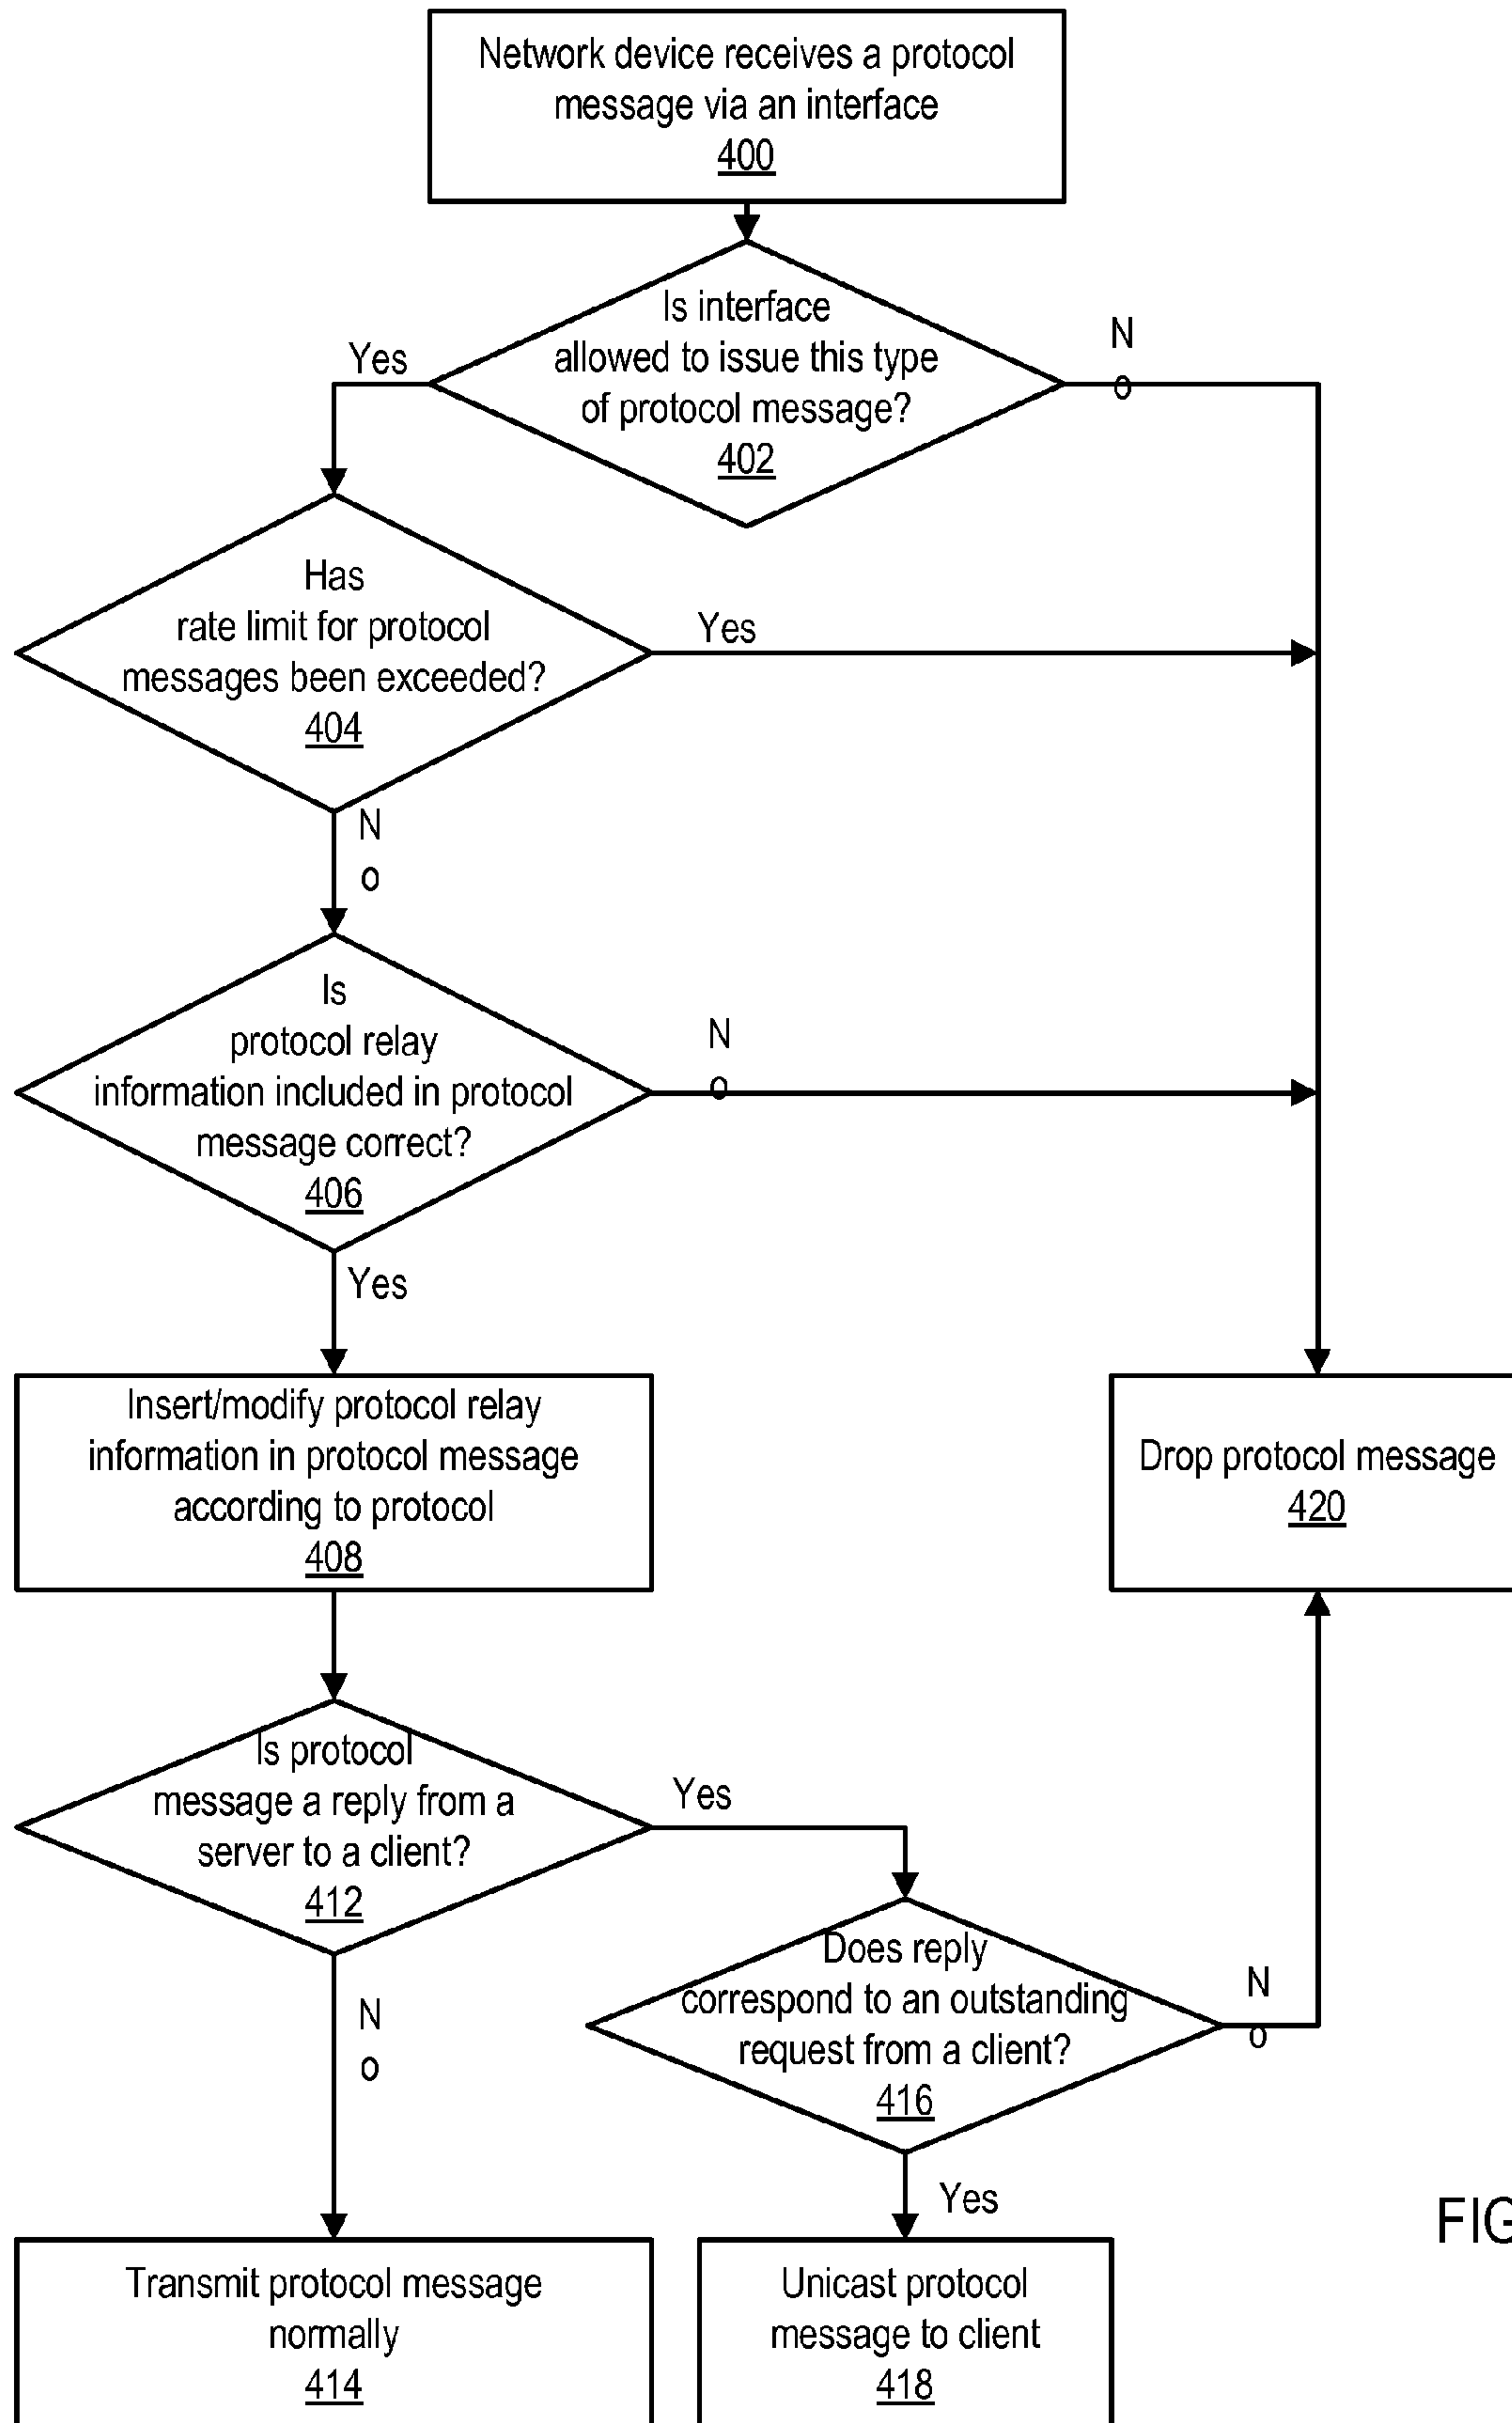 Network device receives a protocol
message via an interface
400
Is interface
allowed to issue this type
of protocol message?
402
Yes
N
o
Has
rate limit for protocol
messages been exceeded?
404
Yes
N
o
Is
protocol relay
information included in protocol
message correct?
406
N
o
Yes
Insert/modify protocol relay
information in protocol message
according to protocol
408
Drop protocol message
420
Is protocol
message a reply from a
server to a client?
412
Yes
N
o
Does reply
correspond to an outstanding
request from a client?
416
N
o
Yes
Transmit protocol message
normally
414
Unicast protocol
message to client
418
FIG